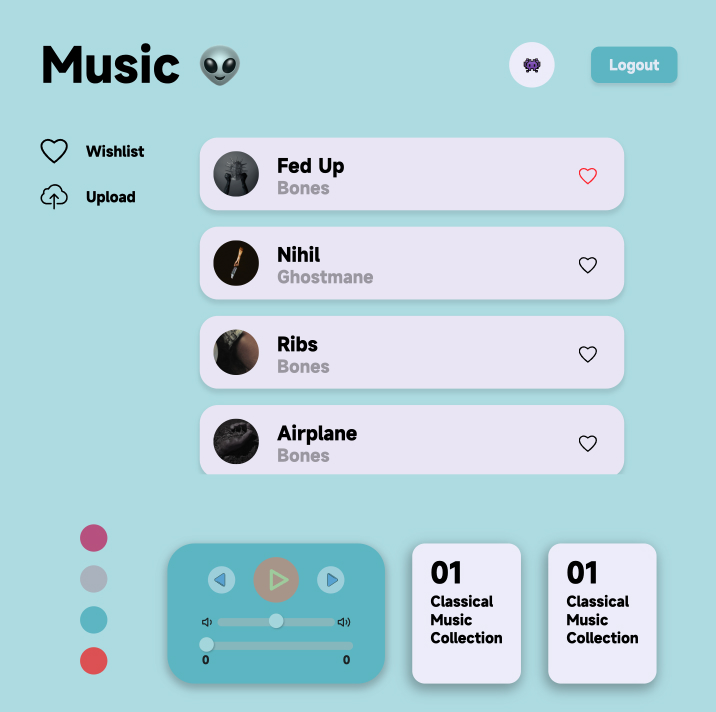 Music
Logout
Wishlist
Upload
Fed Up
Bones
Nihil
Ghostmane
Ribs
Bones
Airplane
Bones
0
0
01
Classical
Music
Collection
01
Classical
Music
Collection